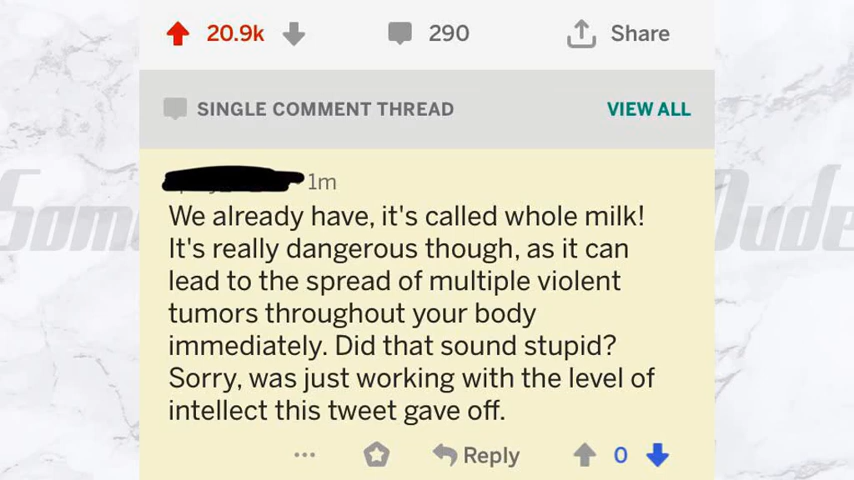 20.9k 290 Share
SINGLE COMMENT THREAD VIEW ALL
1m
We already have, it's called whole milk!
It's really dangerous though, as it can
lead to the spread of multiple violent
tumors throughout your body
immediately. Did that sound stupid?
Sorry, was just working with the level of
intellect this tweet gave off.
... Reply 0
Som
Dude